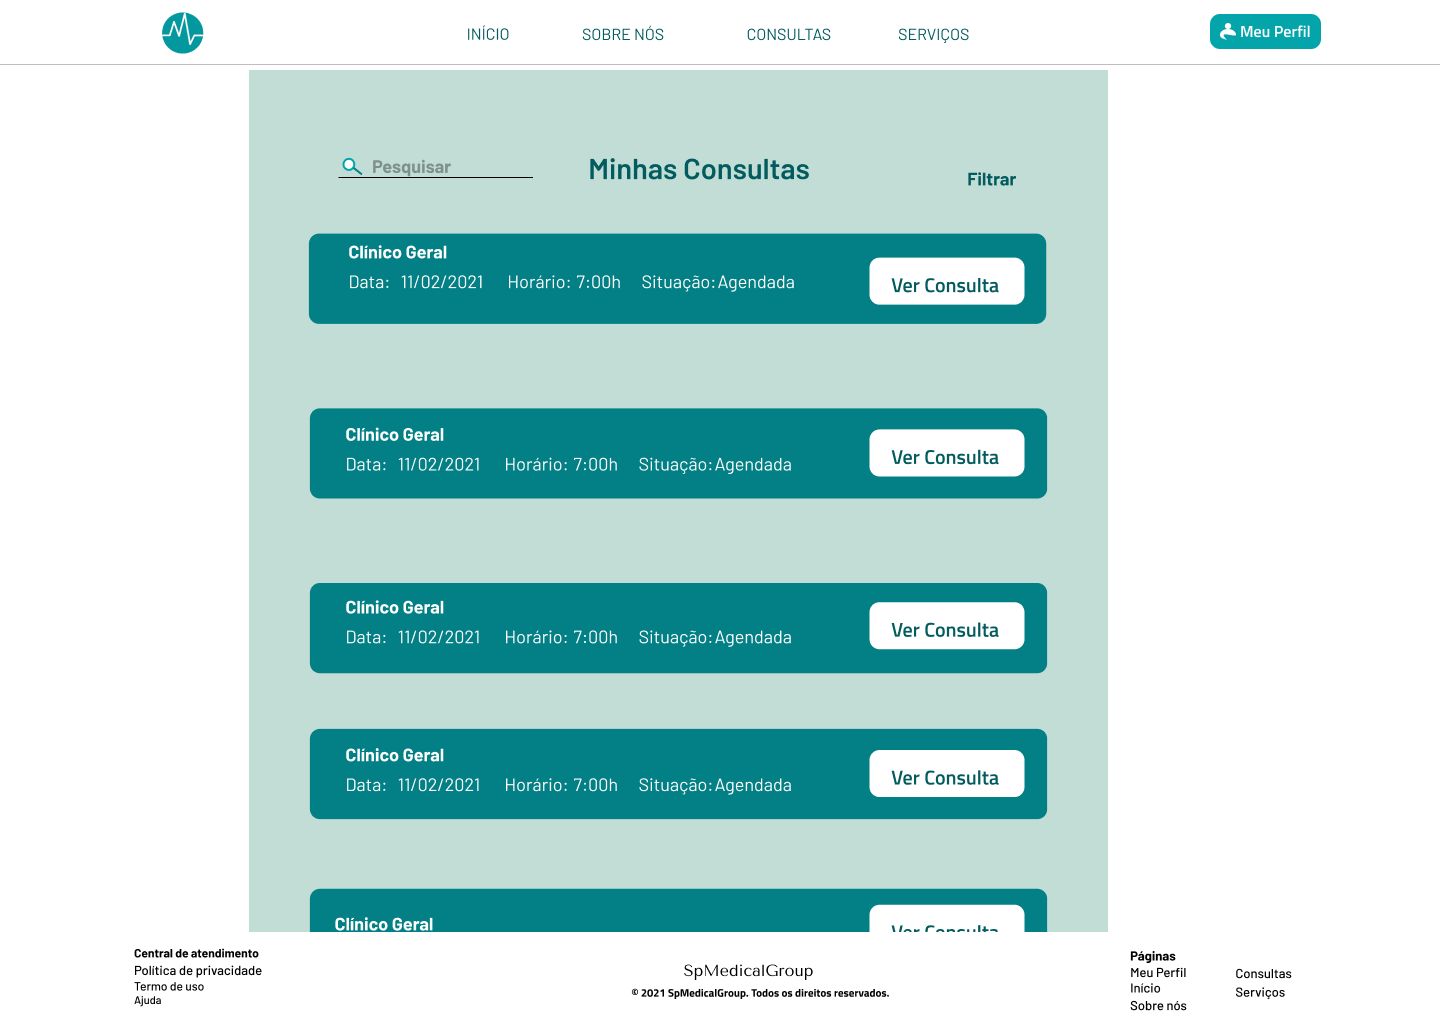 INÍCIO SOBRE NÓS CONSULTAS SERVIÇOS Meu Perfil
Pesquisar Minhas Consultas Filtrar
Clínico Geral
Data: 11/02/2021 Horário: 7:00h Situação:Agendada Ver Consulta
Clínico Geral
Data: 11/02/2021 Horário: 7:00h Situação:Agendada Ver Consulta
Clínico Geral
Data: 11/02/2021 Horário: 7:00h Situação:Agendada Ver Consulta
Clínico Geral
Data: 11/02/2021 Horário: 7:00h Situação:Agendada Ver Consulta
Clínico Geral Ver Consulta
Central de atendimento
Política de privacidade
Termo de uso
Ajuda
SpMedicalGroup
© 2021 SpMedicalGroup. Todos os direitos reservados.
Páginas
Meu Perfil
Início
Sobre nós
Consultas
Serviços